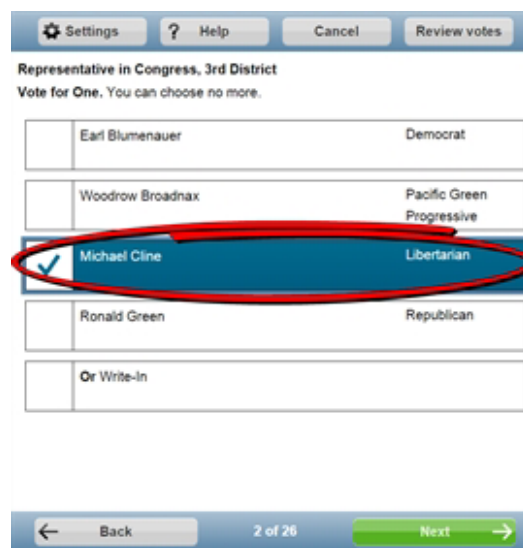 Settings ? Help Cancel Review votes
Representative in Congress, 3rd District
Vote for One. You can choose no more.
Earl Blumenauer Democrat
Woodrow Broadnax Pacific Green
Progressive
Michael Cline Libertarian
Ronald Green Republican
Or Write-In
← Back 2 of 26 Next →